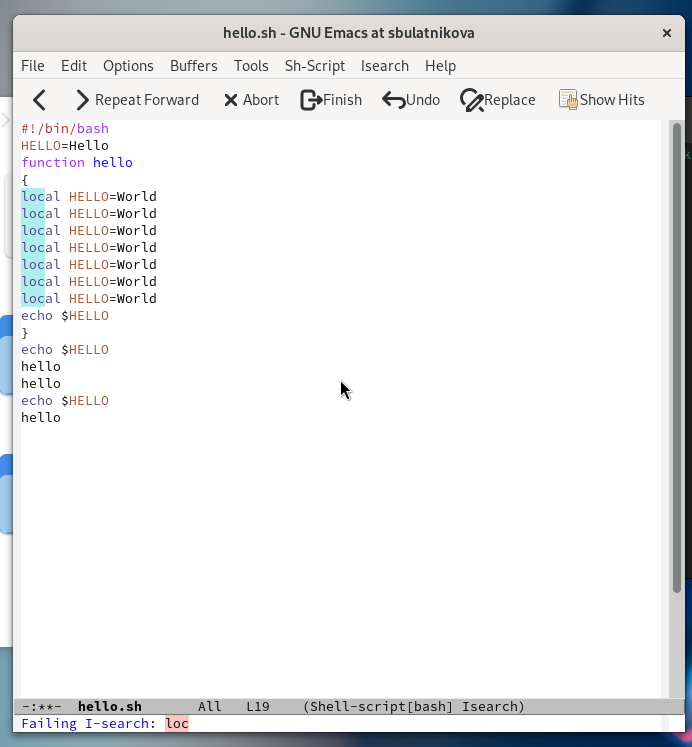 hello.sh - GNU Emacs at sbulatnikova ×
File Edit Options Buffers Tools Sh-Script Isearch Help
Repeat Forward Abort Finish Undo Replace Show Hits
#!/bin/bash
HELLO=Hello
function hello
{
local HELLO=World
local HELLO=World
local HELLO=World
local HELLO=World
local HELLO=World
local HELLO=World
local HELLO=World
echo $HELLO
}
echo $HELLO
hello
hello
echo $HELLO
hello
-:**- hello.sh All L19 (Shell-script[bash] Isearch)
Failing I-search: loc